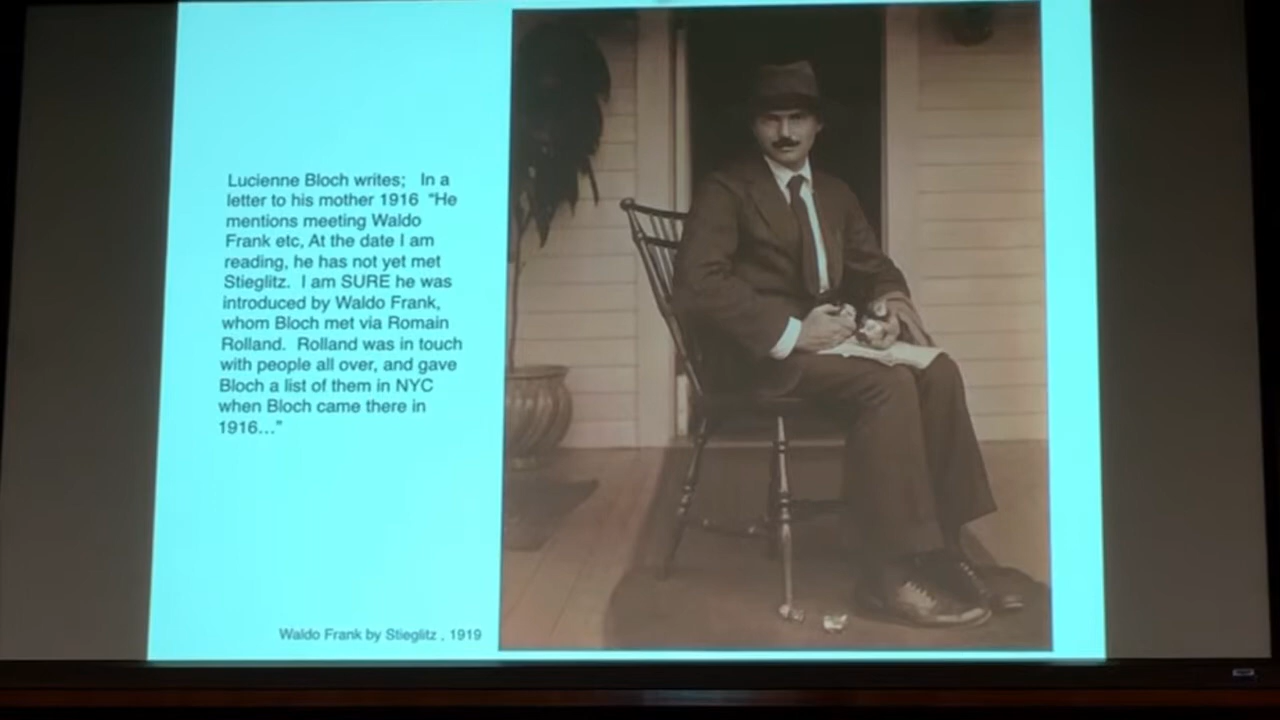 Lucienne Bloch writes;   In a
letter to his mother 1916  "He
mentions meeting Waldo
Frank etc, At the date I am
reading, he has not yet met
Stieglitz.  I am SURE he was
introduced by Waldo Frank,
whom Bloch met via Romain
Rolland.  Rolland was in touch
with people all over, and gave
Bloch a list of them in NYC
when Bloch came there in
1916..."
Waldo Frank by Stieglitz , 1919